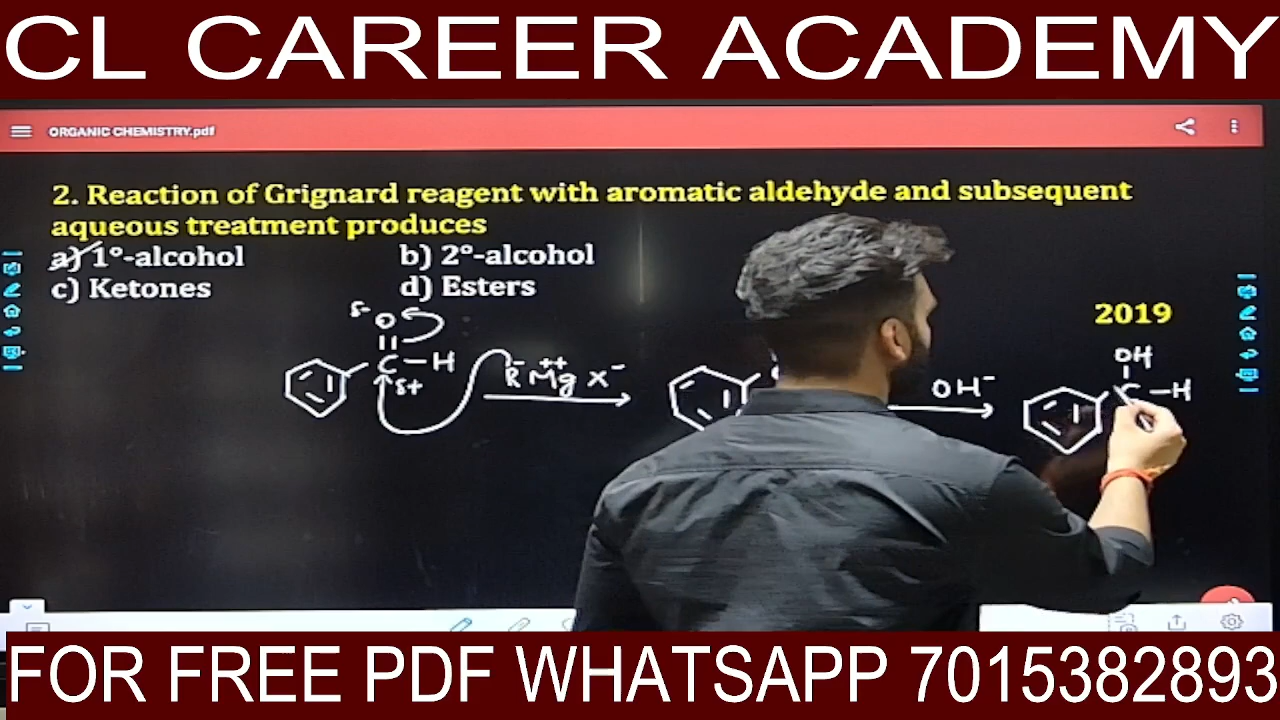 CL CAREER ACADEMY
ORGANIC CHEMISTRY.pdf
2. Reaction of Grignard reagent with aromatic aldehyde and subsequent
aqueous treatment produces
a) 1°-alcohol b) 2°-alcohol
c) Ketones d) Esters
2019
δ- O
OH
C-H
R- Mg++ X-
OH-
C-H
δ+
FOR FREE PDF WHATSAPP 7015382893